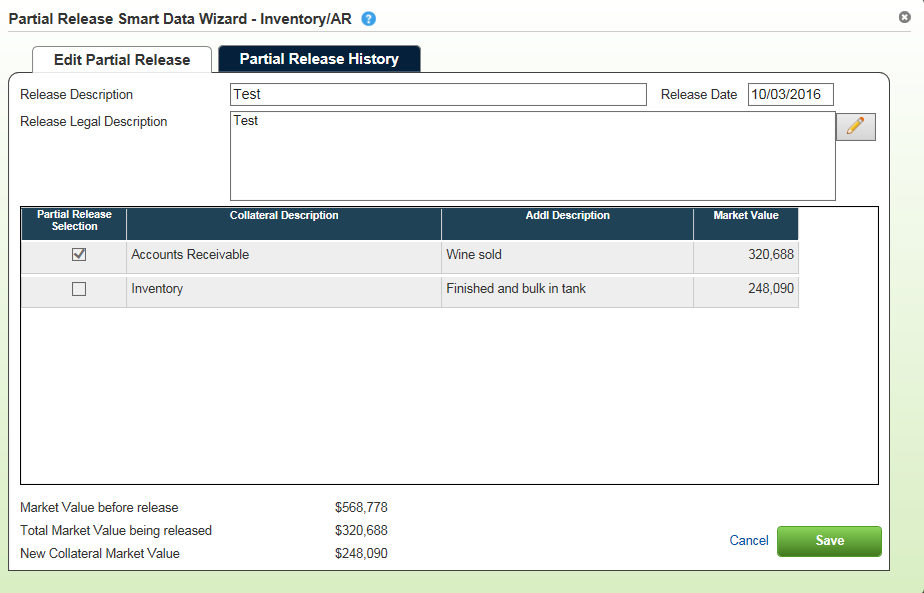 Partial Release Smart Data Wizard - Inventory/AR ?
Edit Partial Release Partial Release History
Release Description Test Release Date 10/03/2016
Release Legal Description Test
Partial Release Selection Collateral Description Addl Description Market Value
Accounts Receivable Wine sold 320,688
Inventory Finished and bulk in tank 248,090
Market Value before release $568,778
Total Market Value being released $320,688
New Collateral Market Value $248,090
Cancel Save